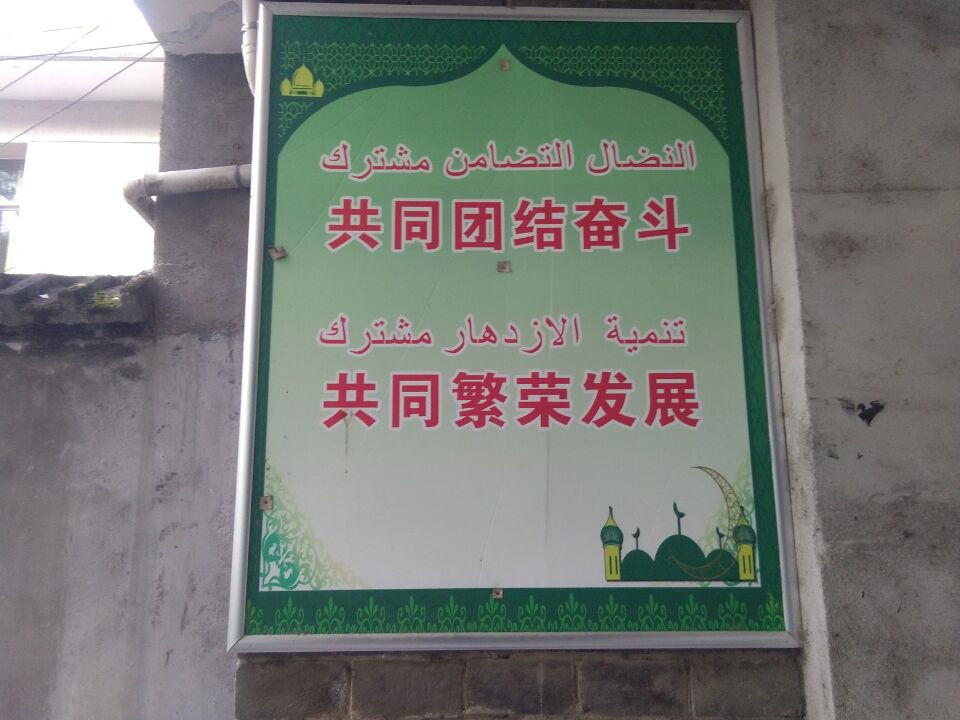 النضال التضامن مشترك
共同团结奋斗
تنمية الازدهار مشترك
共同繁荣发展